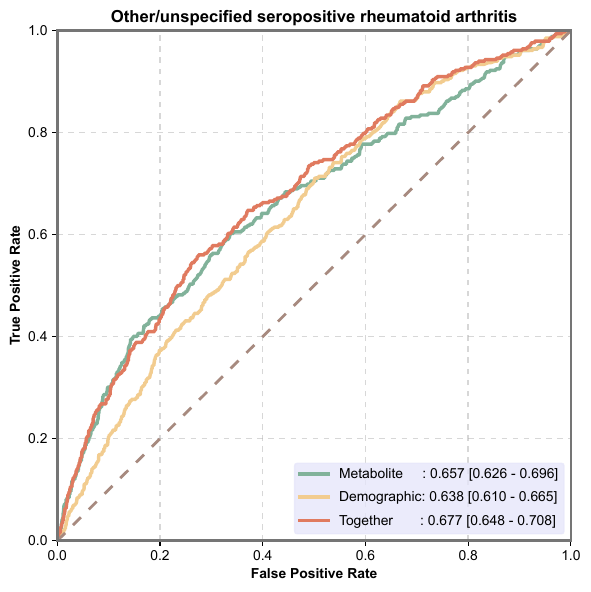 Other/unspecified seropositive rheumatoid arthritis
True Positive Rate
1.0
0.8
0.6
0.4
0.2
0.0
Metabolite : 0.657 [0.626 - 0.696]
Demographic: 0.638 [0.610 - 0.665]
Together : 0.677 [0.648 - 0.708]
0.0 0.2 0.4 0.6 0.8 1.0
False Positive Rate